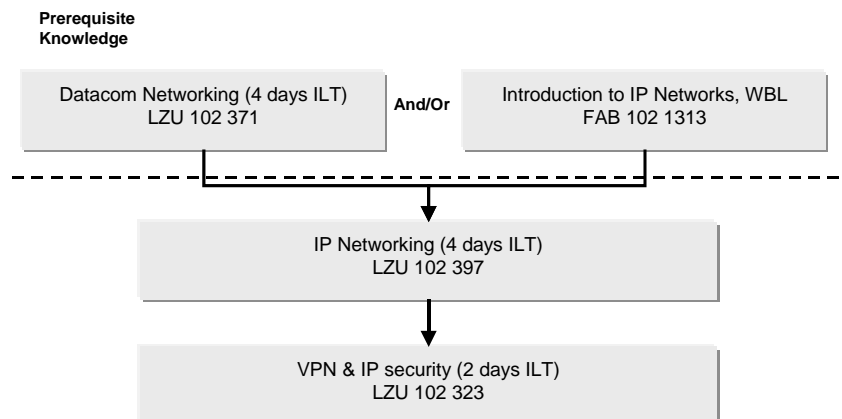 Prerequisite
Knowledge
Datacom Networking (4 days ILT)
LZU 102 371
And/Or
Introduction to IP Networks, WBL
FAB 102 1313
IP Networking (4 days ILT)
LZU 102 397
VPN & IP security (2 days ILT)
LZU 102 323